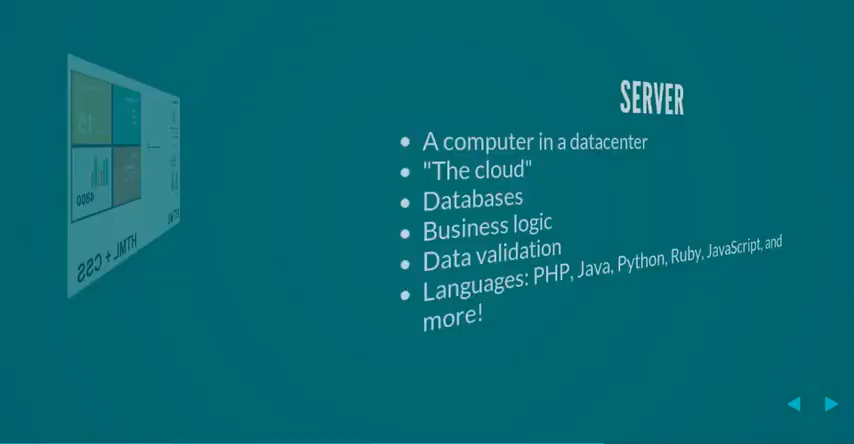 SERVER
A computer in a datacenter
"The cloud"
Databases
Business logic
Data validation
Languages: PHP, Java, Python, Ruby, JavaScript, and
more!
HTML + CSS